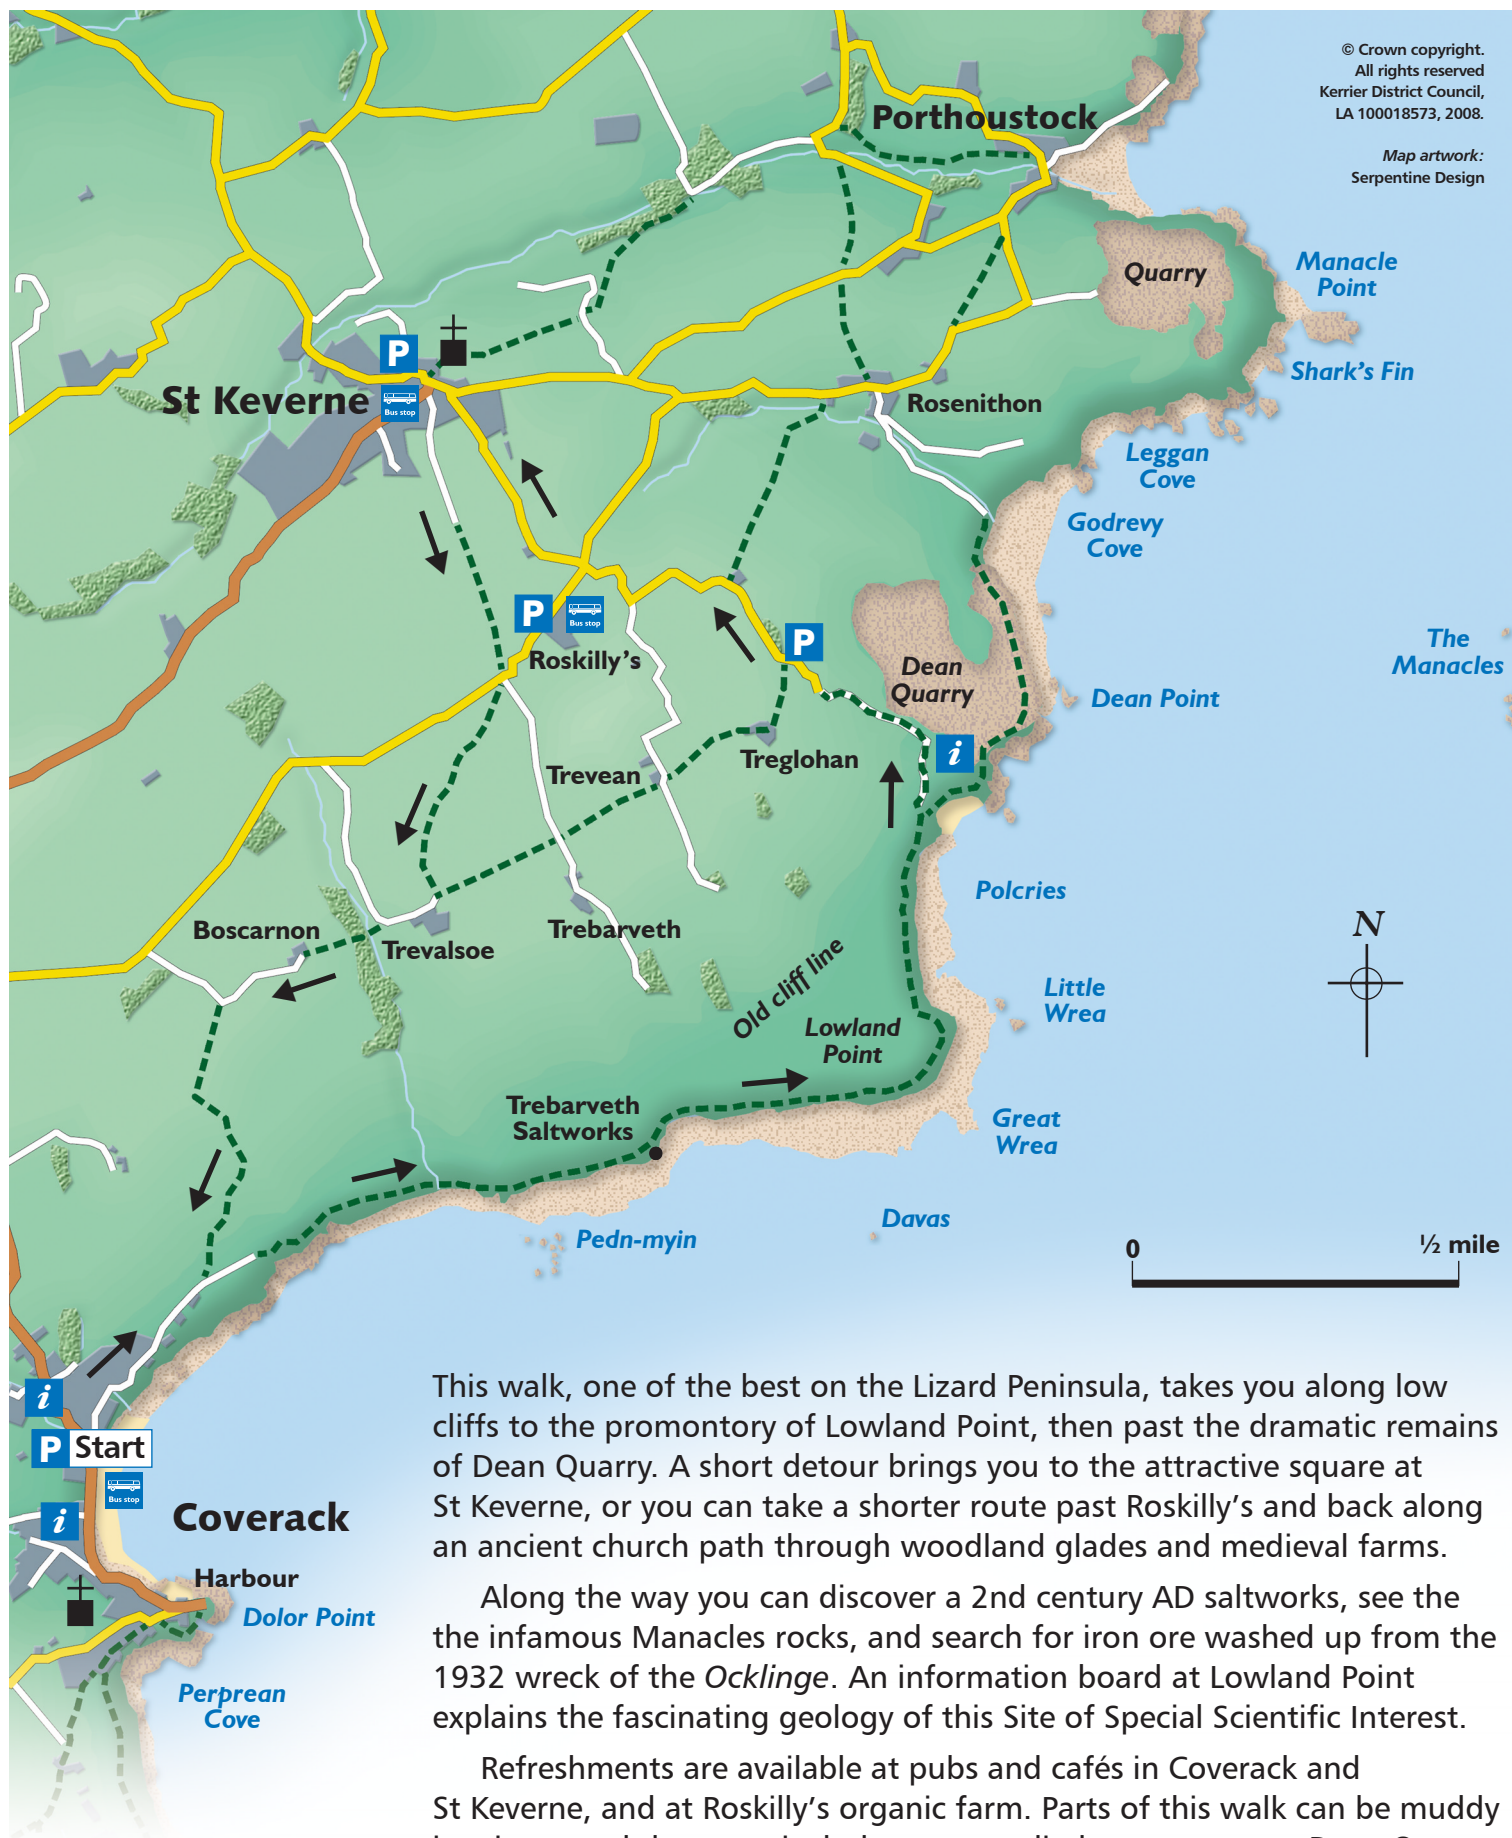 © Crown copyright.
All rights reserved
Kerrier District Council,
LA 100018573, 2008.
Map artwork:
Serpentine Design
Porthoustock
Quarry
Manacle
Point
Shark's Fin
P
St Keverne
Bus stop
Rosenithon
Leggan
Cove
Godrevy
Cove
P
Bus stop
Roskilly's
P
Dean
Quarry
The
Manacles
Dean Point
i
Treglohan
Trevean
Polcries
Boscarnon
Trevalsoe
Trebarveth
N
Old cliff line
Little
Wrea
Lowland
Point
Trebarveth
Saltworks
Great
Wrea
Davas
Pedn-myin
0
½ mile
i
P Start
Bus stop
i
Coverack
Harbour
Dolor Point
Perprean
Cove
This walk, one of the best on the Lizard Peninsula, takes you along low
cliffs to the promontory of Lowland Point, then past the dramatic remains
of Dean Quarry. A short detour brings you to the attractive square at
St Keverne, or you can take a shorter route past Roskilly's and back along
an ancient church path through woodland glades and medieval farms.
Along the way you can discover a 2nd century AD saltworks, see the
the infamous Manacles rocks, and search for iron ore washed up from the
1932 wreck of the Ocklinge. An information board at Lowland Point
explains the fascinating geology of this Site of Special Scientific Interest.
Refreshments are available at pubs and cafés in Coverack and
St Keverne, and at Roskilly's organic farm. Parts of this walk can be muddy